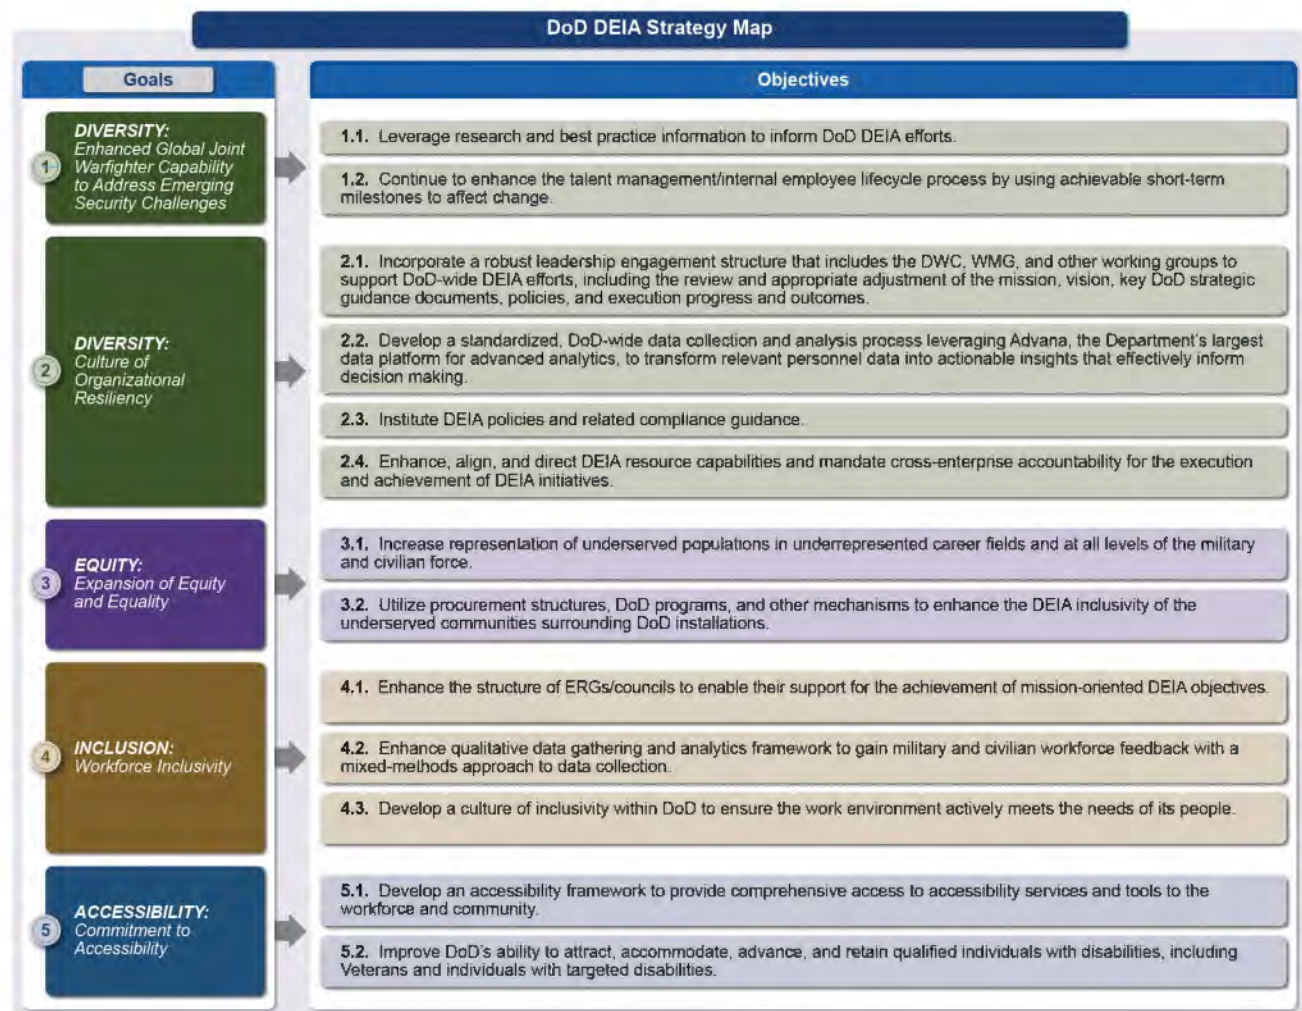 DoD DEIA Strategy Map
Goals
Objectives
1
DIVERSITY:
Enhanced Global Joint
Warfighter Capability
to Address Emerging
Security Challenges
1.1. Leverage research and best practice information to inform DoD DEIA efforts.
1.2. Continue to enhance the talent management/internal employee lifecycle process by using achievable short-term
milestones to affect change.
2
DIVERSITY:
Culture of
Organizational
Resiliency
2.1. Incorporate a robust leadership engagement structure that includes the DWC, WMG, and other working groups to
support DoD-wide DEIA efforts, including the review and appropriate adjustment of the mission, vision, key DoD strategic
guidance documents, policies, and execution progress and outcomes.
2.2. Develop a standardized, DoD-wide data collection and analysis process leveraging Advana, the Department's largest
data platform for advanced analytics, to transform relevant personnel data into actionable insights that effectively inform
decision making.
2.3. Institute DEIA policies and related compliance guidance.
2.4. Enhance, align, and direct DEIA resource capabilities and mandate cross-enterprise accountability for the execution
and achievement of DEIA initiatives.
3
EQUITY:
Expansion of Equity
and Equality
3.1. Increase representation of underserved populations in underrepresented career fields and at all levels of the military
and civilian force.
3.2. Utilize procurement structures, DoD programs, and other mechanisms to enhance the DEIA inclusivity of the
underserved communities surrounding DoD installations.
4
INCLUSION:
Workforce Inclusivity
4.1. Enhance the structure of ERGs/councils to enable their support for the achievement of mission-oriented DEIA objectives.
4.2. Enhance qualitative data gathering and analytics framework to gain military and civilian workforce feedback with a
mixed-methods approach to data collection.
4.3. Develop a culture of inclusivity within DoD to ensure the work environment actively meets the needs of its people.
5
ACCESSIBILITY:
Commitment to
Accessibility
5.1. Develop an accessibility framework to provide comprehensive access to accessibility services and tools to the
workforce and community.
5.2. Improve DoD's ability to attract, accommodate, advance, and retain qualified individuals with disabilities, including
Veterans and individuals with targeted disabilities.